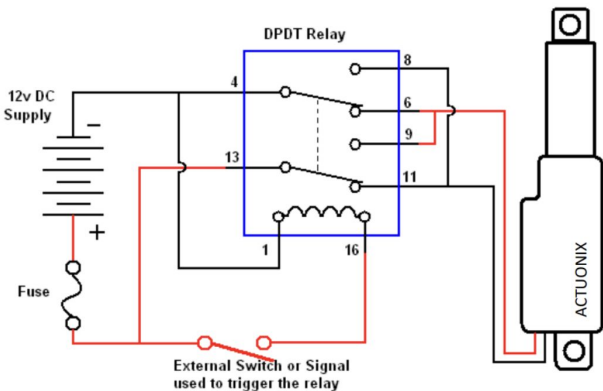 DPDT Relay
8
4
12v DC
Supply
−
6
9
13
11
+
1
16
Fuse
ACTUONIX
External Switch or Signal
used to trigger the relay